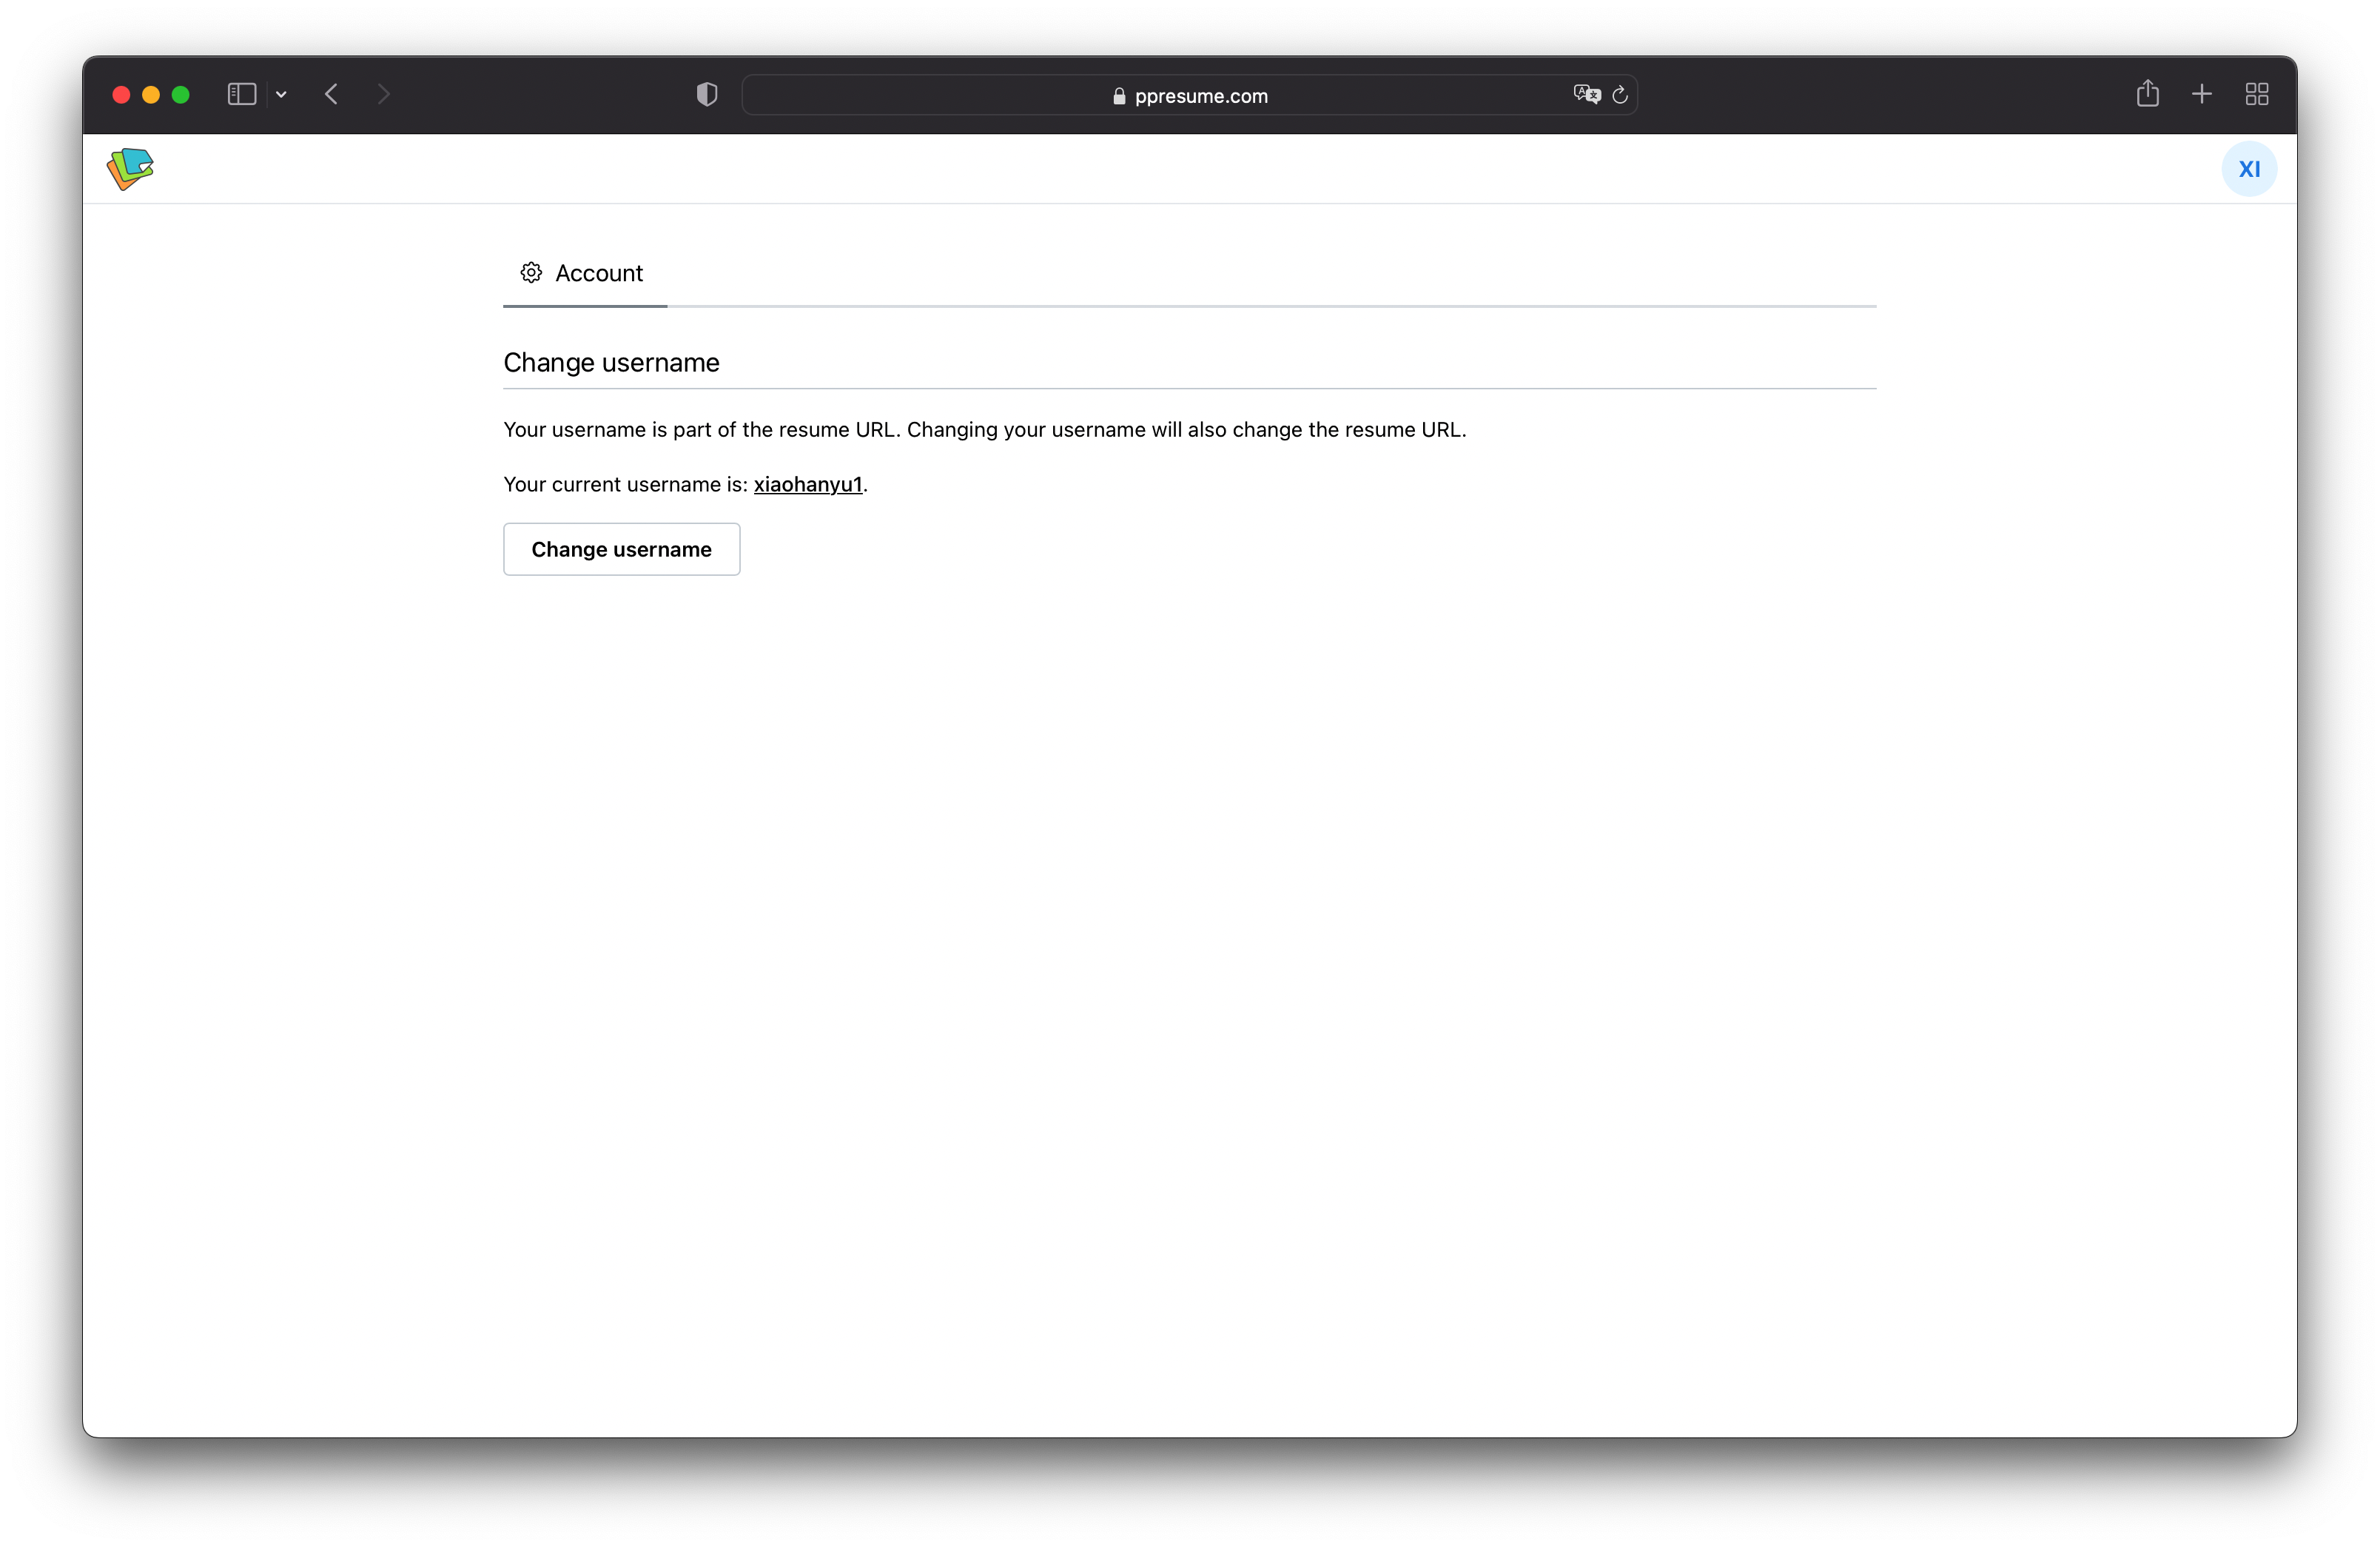 ppresume.com
XI
Account
Change username
Your username is part of the resume URL. Changing your username will also change the resume URL.
Your current username is: xiaohanyu1.
Change username